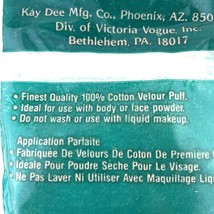 Kay Dee Mfg. Co., Phoenix, AZ. 850
Div. of Victoria Vogue, Inc.
Bethlehem, PA. 18017
• Finest Quality 100% Cotton Velour Puff.
• Ideal for use with body or face powder.
• Do not wash or use with liquid makeup.
Application Parfaite
• Fabriquée De Velours De Coton De Première
• Ideale Pour Poudre Sèche Pour Le Visage.
• Ne Pas Laver Ni Utiliser Avec Maquillage Liqu